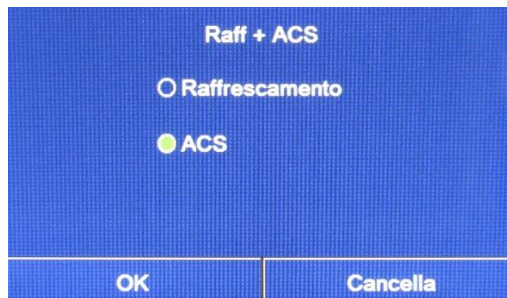 Raff + ACS
Raffrescamento
ACS
OK
Cancella